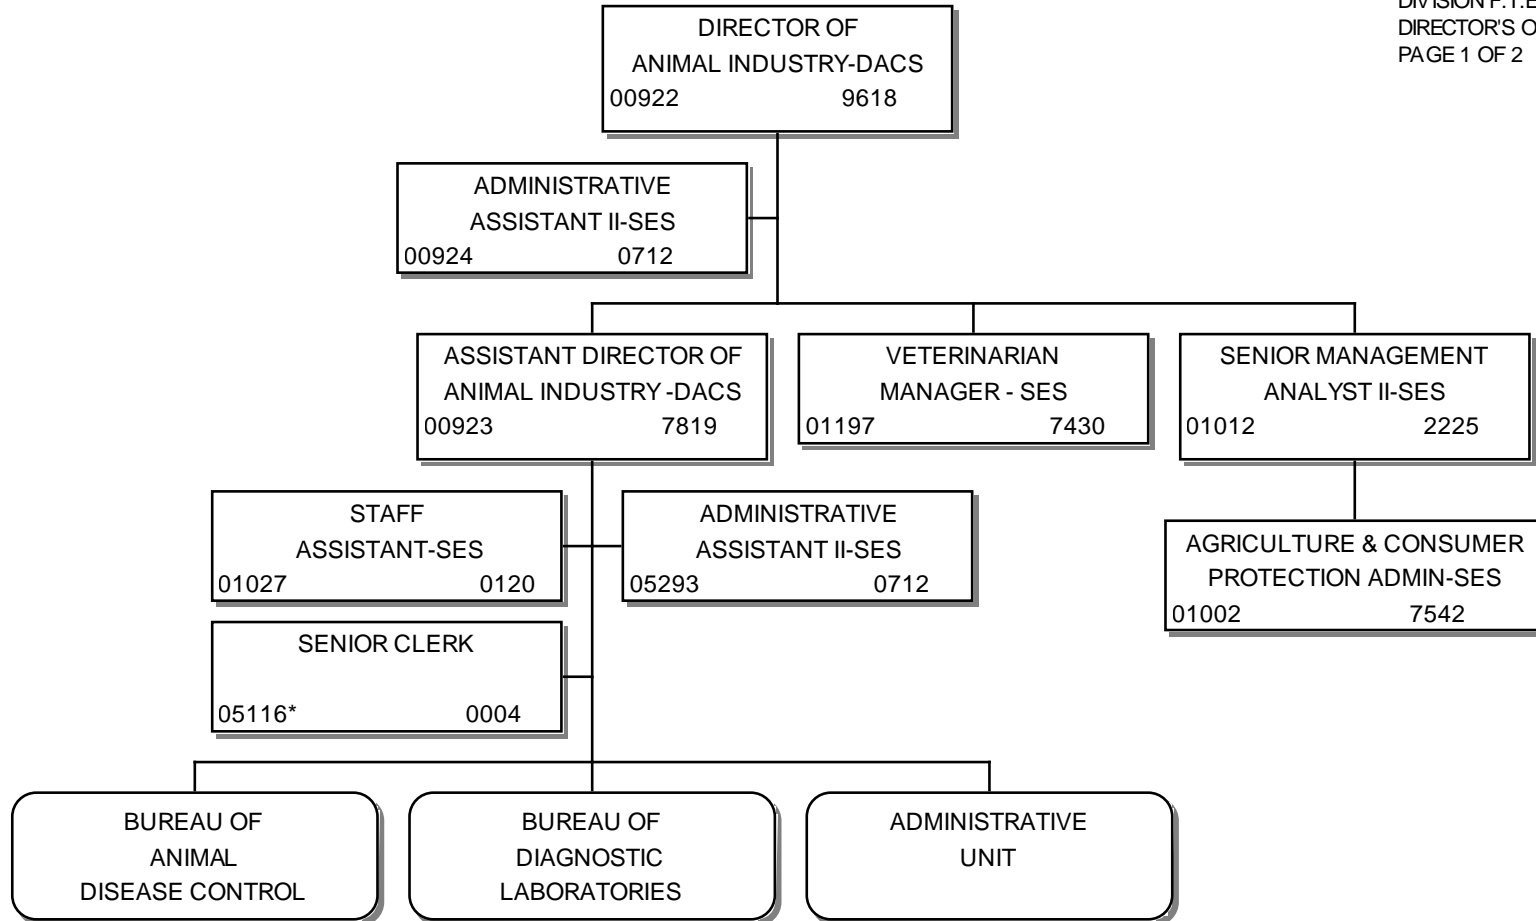 DIRECTOR'S O
PAGE 1 OF 2
DIRECTOR OF
ANIMAL INDUSTRY-DACS
00922 9618
ADMINISTRATIVE
ASSISTANT II-SES
00924 0712
ASSISTANT DIRECTOR OF
ANIMAL INDUSTRY -DACS
00923 7819
VETERINARIAN
MANAGER - SES
01197 7430
SENIOR MANAGEMENT
ANALYST II-SES
01012 2225
STAFF
ASSISTANT-SES
01027 0120
ADMINISTRATIVE
ASSISTANT II-SES
05293 0712
AGRICULTURE & CONSUMER
PROTECTION ADMIN-SES
01002 7542
SENIOR CLERK
05116* 0004
BUREAU OF
ANIMAL
DISEASE CONTROL
BUREAU OF
DIAGNOSTIC
LABORATORIES
ADMINISTRATIVE
UNIT